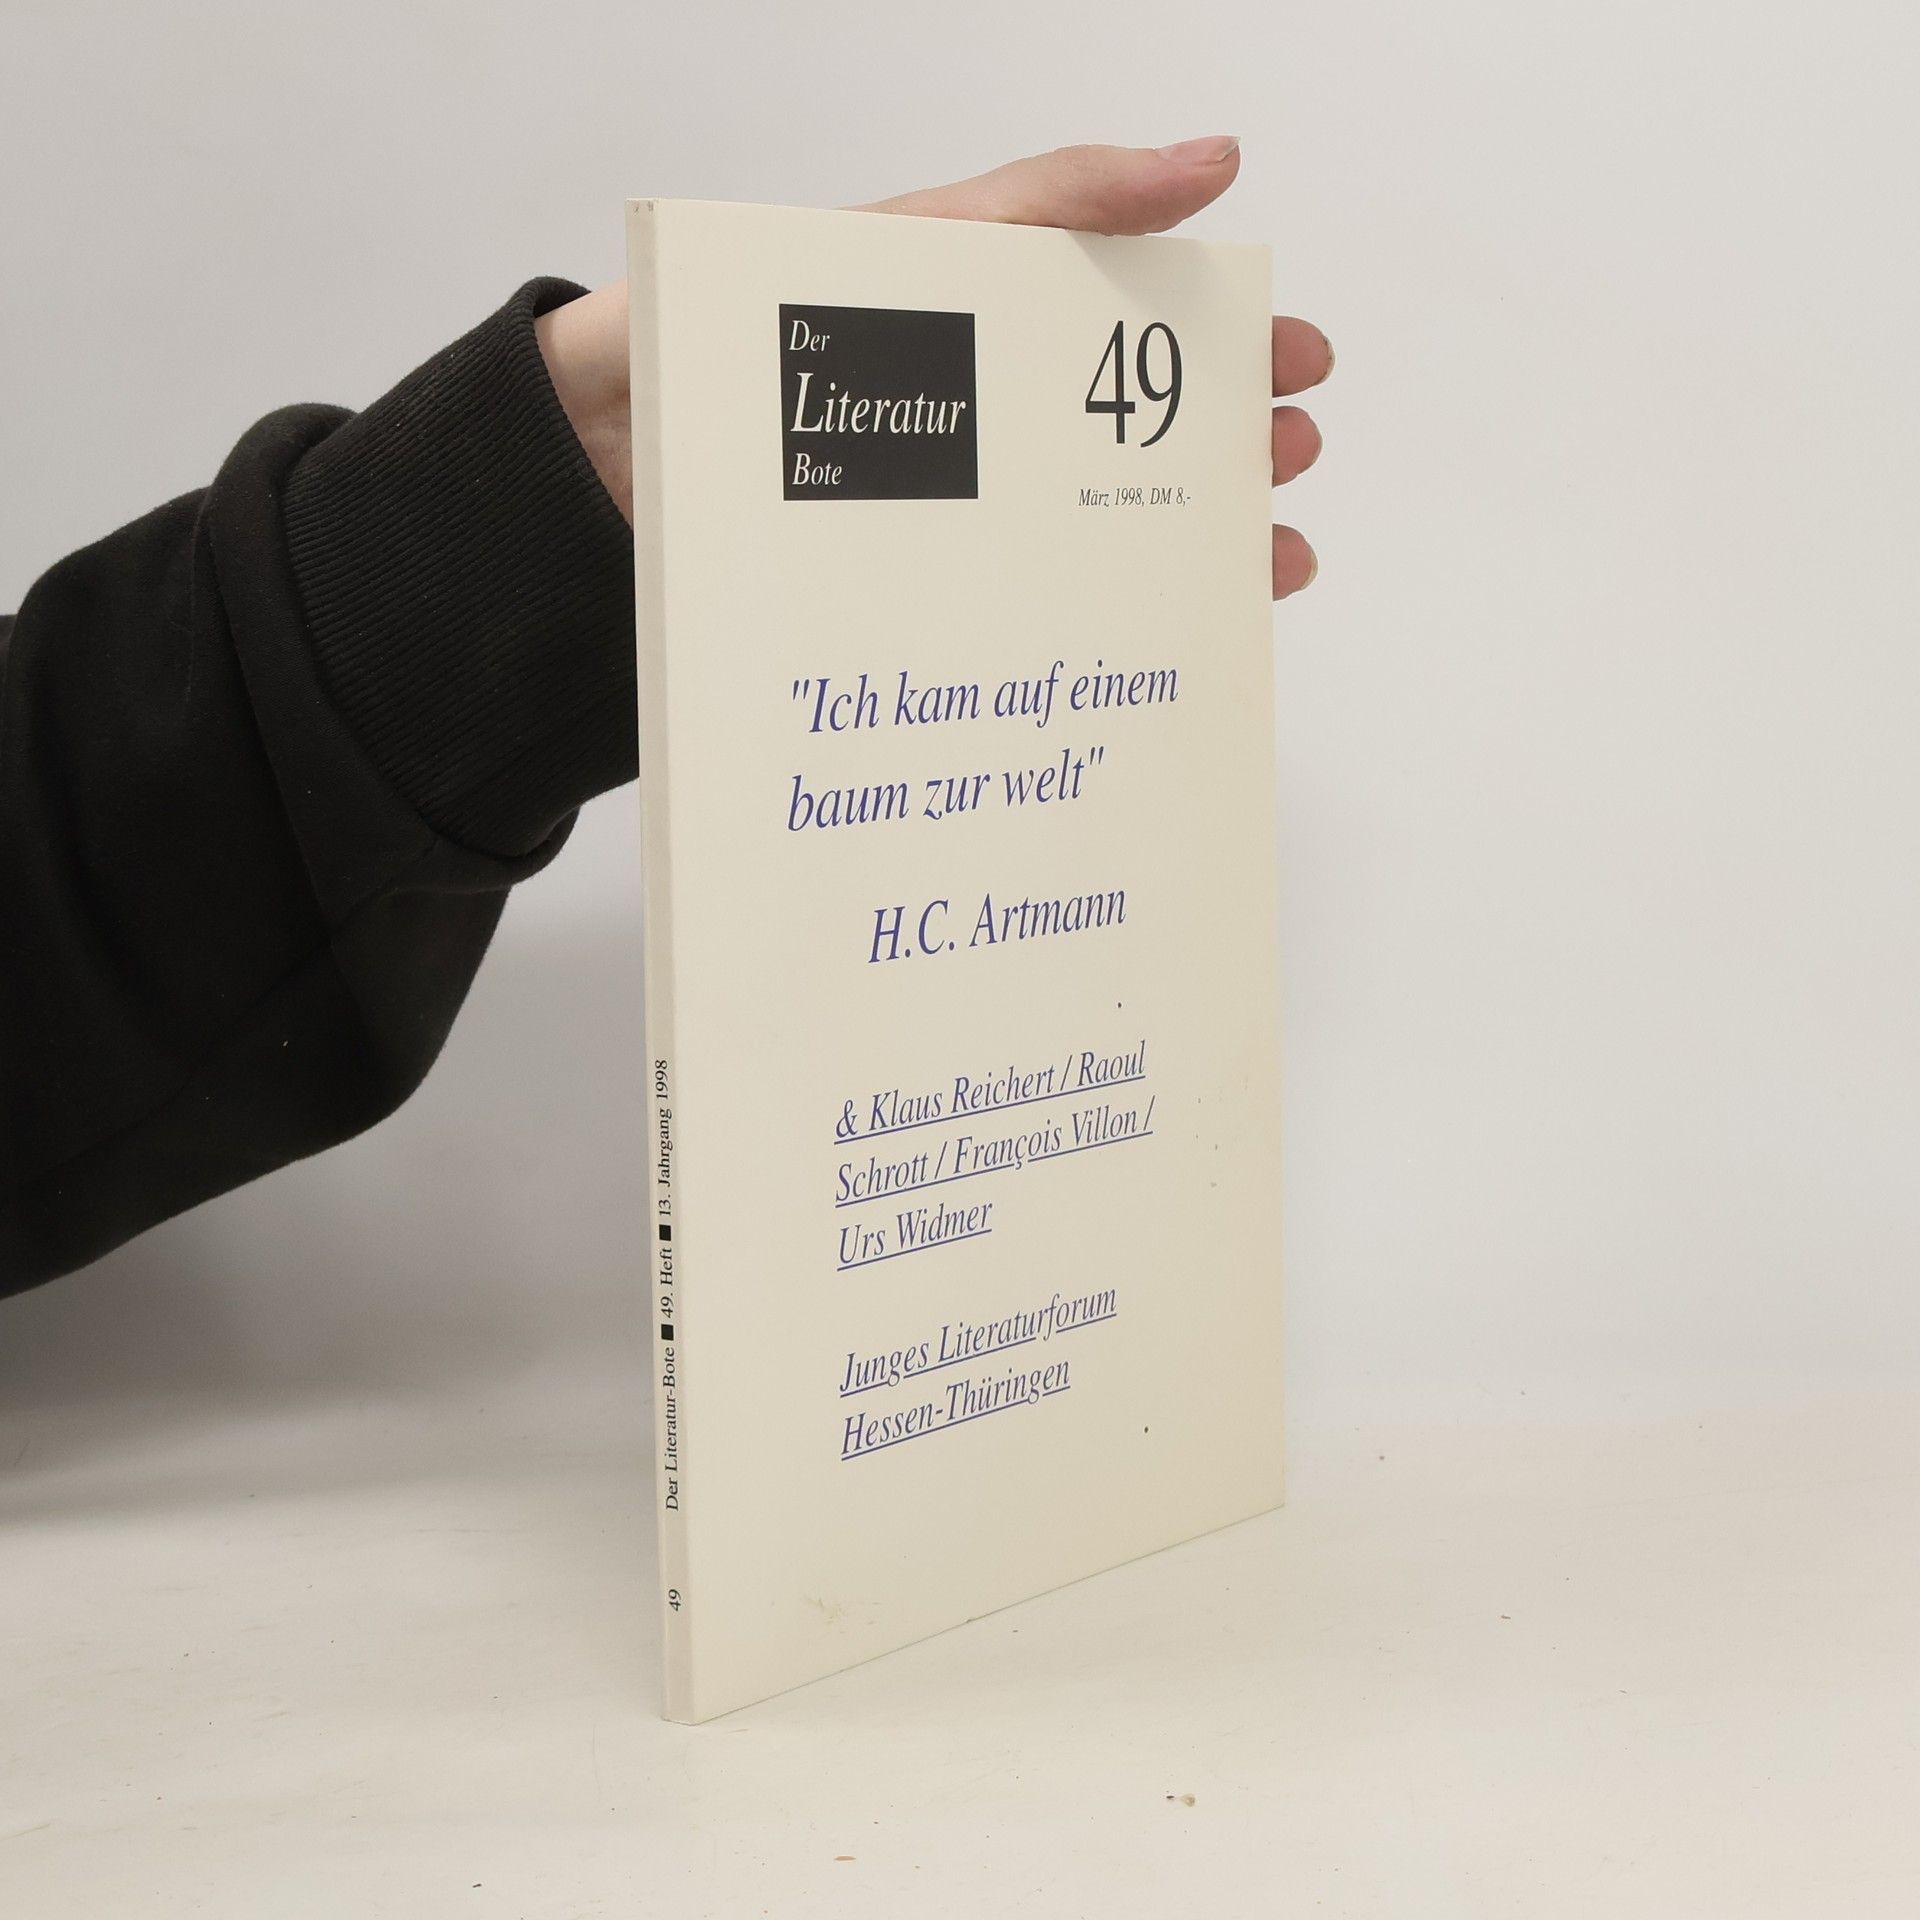 Der
Literatur
Bote
49
März 1998, DM 8,-
"Ich kam auf einem
baum zur welt"
H.C. Artmann
& Klaus Reichert / Raoul
Schrott / François Villon /
Urs Widmer
Junges Literaturforum
Hessen-Thüringen
49 Der Literatur-Bote ■ 49. Heft ■ 13. Jahrgang 1998